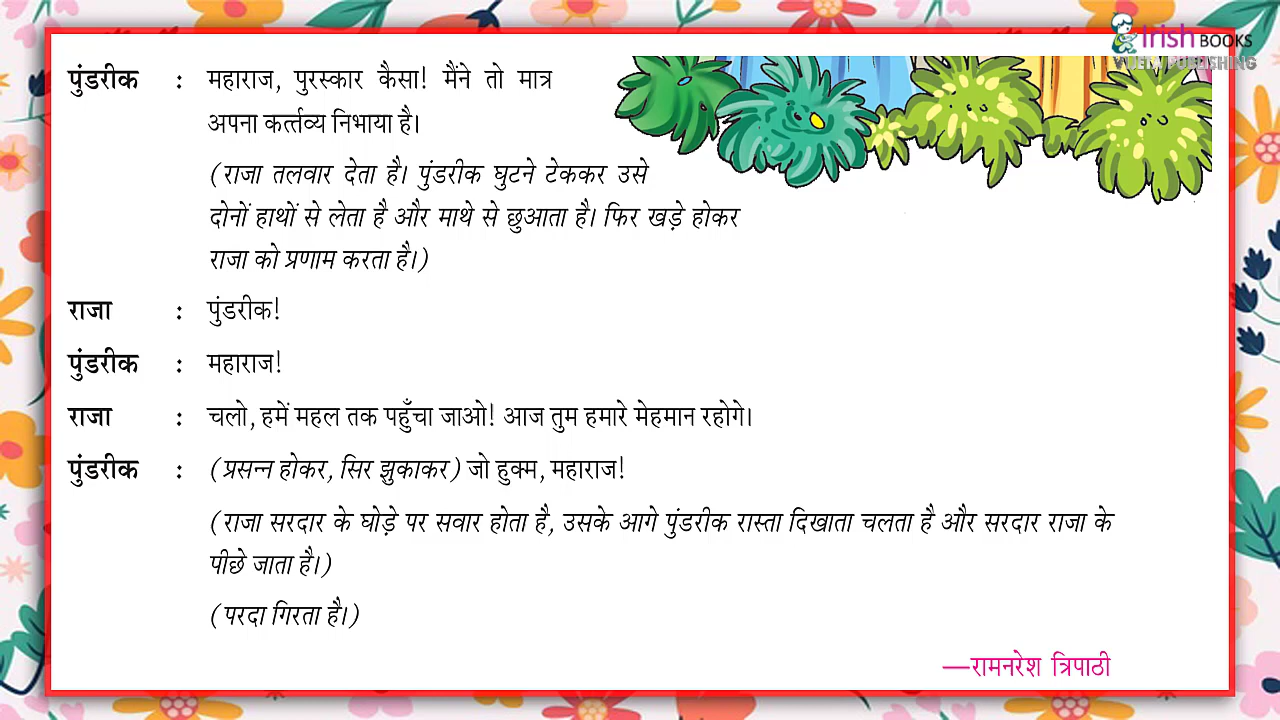 Irish BOOKS
पुंडरीक : महाराज, पुरस्कार कैसा! मैंने तो मात्र
अपना कर्त्तव्य निभाया है।
(राजा तलवार देता है। पुंडरीक घुटने टेककर उसे
दोनों हाथों से लेता है और माथे से छुआता है। फिर खड़े होकर
राजा को प्रणाम करता है।)
राजा : पुंडरीक!
पुंडरीक : महाराज!
राजा : चलो, हमें महल तक पहुँचा जाओ! आज तुम हमारे मेहमान रहोगे।
पुंडरीक : (प्रसन्न होकर, सिर झुकाकर) जो हुक्म, महाराज!
(राजा सरदार के घोड़े पर सवार होता है, उसके आगे पुंडरीक रास्ता दिखाता चलता है और सरदार राजा के
पीछे जाता है।)
(परदा गिरता है।)
—रामनरेश त्रिपाठी